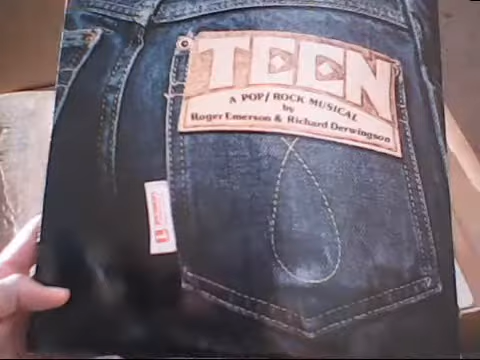 TEEN
A POP/ROCK MUSICAL
by
Roger Emerson & Richard Derwingson